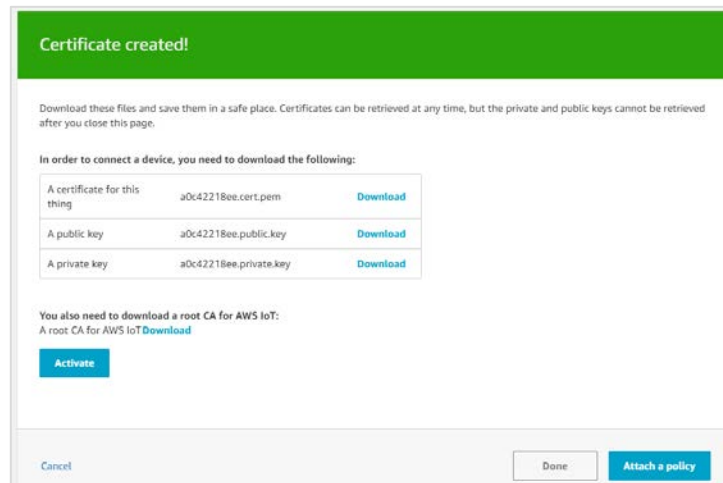 Certificate created!
Download these files and save them in a safe place. Certificates can be retrieved at any time, but the private and public keys cannot be retrieved
after you close this page.
In order to connect a device, you need to download the following:
A certificate for this
thing
a0c42218ee.cert.pem
Download
A public key
a0c42218ee.public.key
Download
A private key
a0c42218ee.private.key
Download
You also need to download a root CA for AWS IoT:
A root CA for AWS IoTDownload
Activate
Cancel
Done
Attach a policy